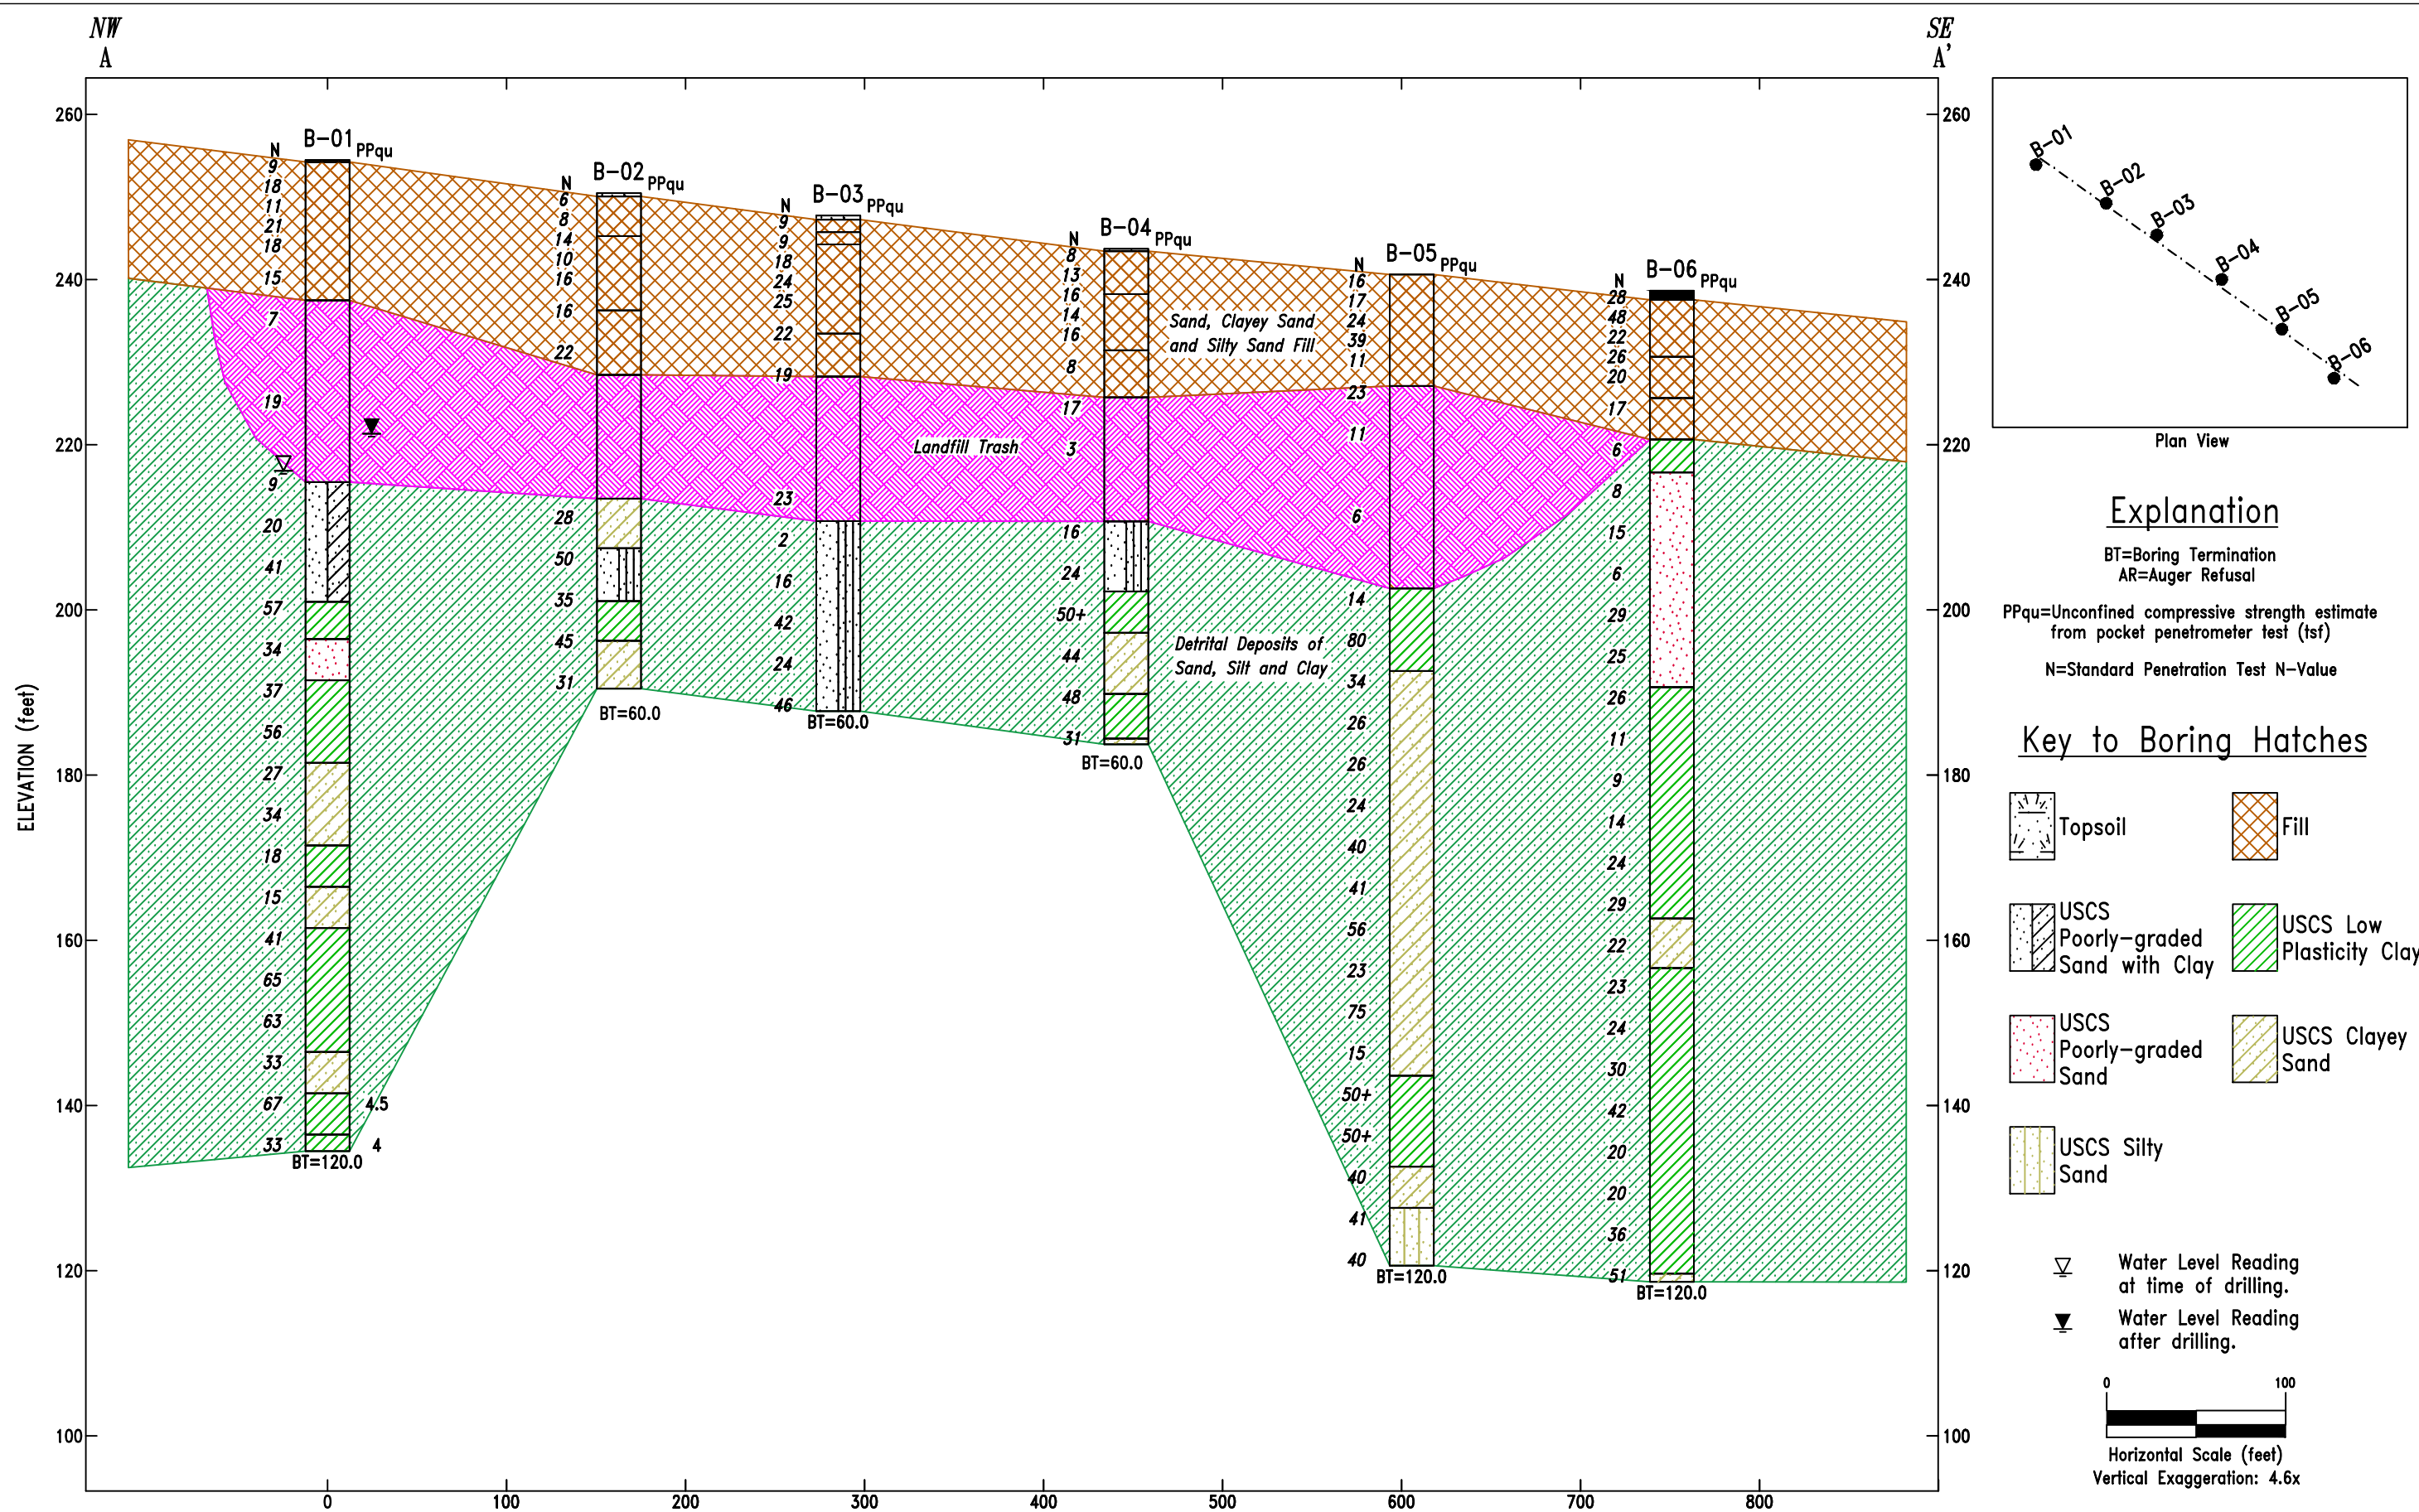 NW
A
SE
A'
260
240
220
200
180
160
140
120
100
ELEVATION (feet)
B-01
N
PPqu
9
18
11
21
18
15
7
19
9
20
41
57
34
37
56
27
34
18
15
41
65
63
33
67 4.5
33 4
BT=120.0
B-02
N
PPqu
6
8
14
10
16
16
22
28
50
35
45
31
BT=60.0
B-03
N
PPqu
9
9
18
24
25
22
19
23
2
16
42
24
46
BT=60.0
B-04
N
PPqu
8
13
16
14
16
8
17
3
16
24
50+
44
48
31
BT=60.0
Sand, Clayey Sand
and Silty Sand Fill
Landfill Trash
Detrital Deposits of
Sand, Silt and Clay
B-05
N
PPqu
16
17
24
39
11
23
11
6
14
80
34
26
26
24
40
41
56
23
75
15
50+
50+
40
41
40
BT=120.0
B-06
N
PPqu
28
48
22
26
20
17
6
8
15
6
29
25
26
11
9
14
24
29
22
23
24
30
42
20
20
36
51
BT=120.0
260
240
220
200
180
160
140
120
100
0 100 200 300 400 500 600 700 800
B-01
B-02
B-03
B-04
B-05
B-06
Plan View
Explanation
BT=Boring Termination
AR=Auger Refusal
PPqu=Unconfined compressive strength estimate
from pocket penetrometer test (tsf)
N=Standard Penetration Test N-Value
Key to Boring Hatches
Topsoil
Fill
USCS
Poorly-graded
Sand with Clay
USCS Low
Plasticity Clay
USCS
Poorly-graded
Sand
USCS Clayey
Sand
USCS Silty
Sand
Water Level Reading
at time of drilling.
Water Level Reading
after drilling.
0 100
Horizontal Scale (feet)
Vertical Exaggeration: 4.6x